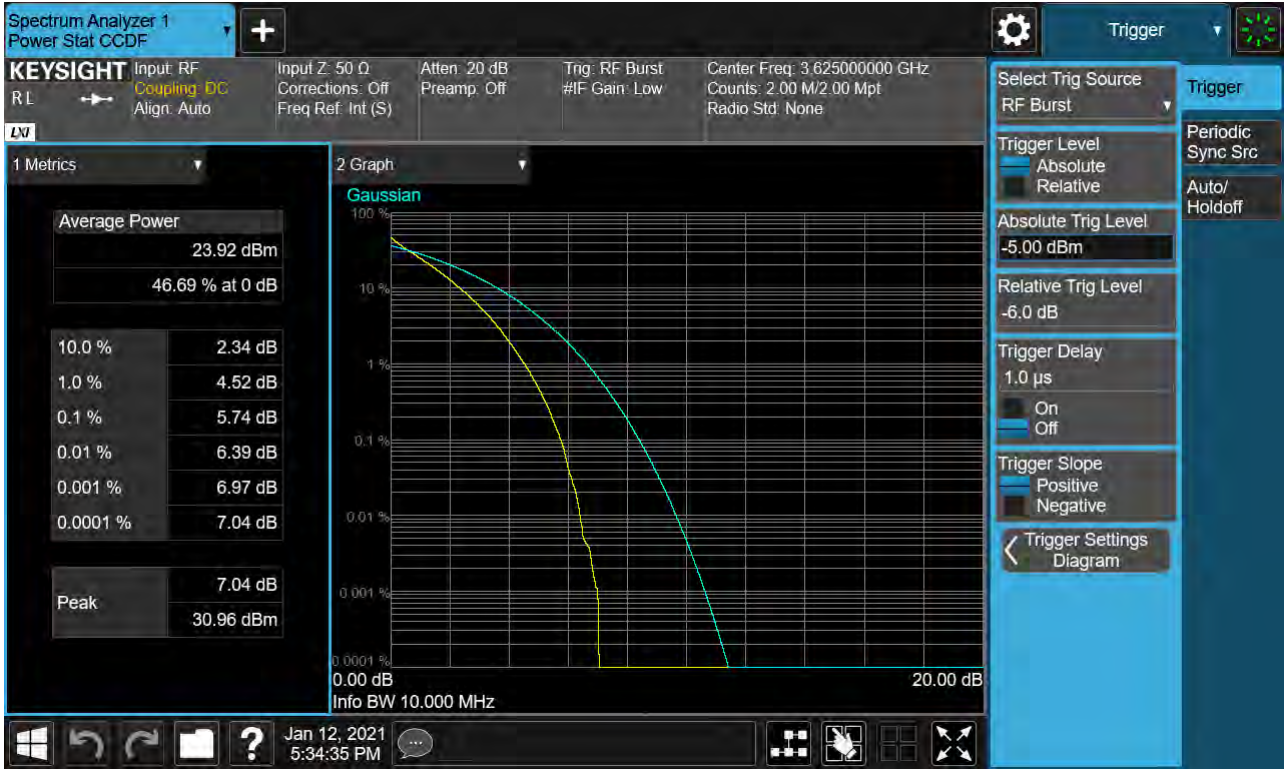 Spectrum Analyzer 1
Power Stat CCDF
Trigger
KEYSIGHT
R L
LXI
Input: RF
Coupling: DC
Align: Auto
Input Z: 50 Ω
Corrections: Off
Freq Ref: Int (S)
Atten: 20 dB
Preamp: Off
Trig: RF Burst
#IF Gain: Low
Center Freq: 3.625000000 GHz
Counts: 2.00 M/2.00 Mpt
Radio Std: None
1 Metrics
Average Power
23.92 dBm
46.69 % at 0 dB
10.0 % 2.34 dB
1.0 % 4.52 dB
0.1 % 5.74 dB
0.01 % 6.39 dB
0.001 % 6.97 dB
0.0001 % 7.04 dB
Peak
7.04 dB
30.96 dBm
2 Graph
Gaussian
100 %
10 %
1 %
0.1 %
0.01 %
0.001 %
0.0001 %
0.00 dB 20.00 dB
Info BW 10.000 MHz
Select Trig Source
RF Burst
Trigger Level
Absolute
Relative
Absolute Trig Level
-5.00 dBm
Relative Trig Level
-6.0 dB
Trigger Delay
1.0 µs
On
Off
Trigger Slope
Positive
Negative
Trigger Settings
Diagram
Trigger
Periodic
Sync Src
Auto/
Holdoff
?
Jan 12, 2021
5:34:35 PM